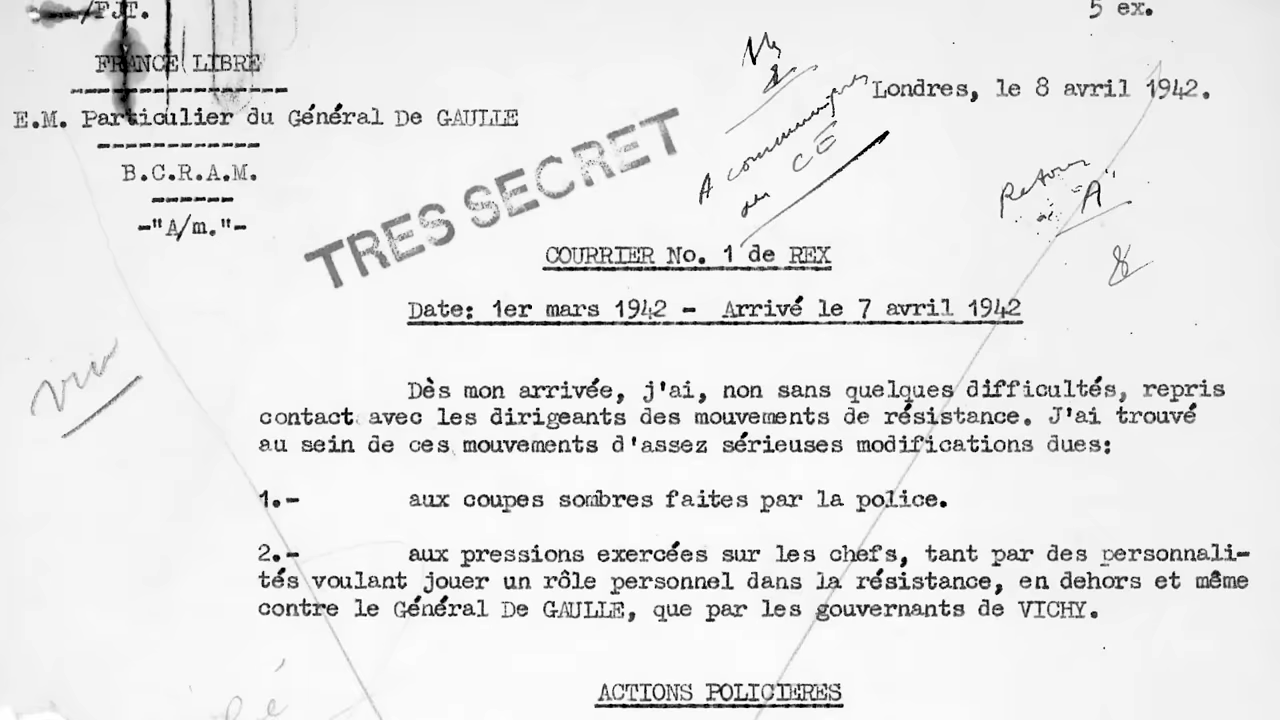 /FJT.
5 ex.
FRANCE LIBRE
Londres, le 8 avril 1942.
E.M. Particulier du Général De GAULLE
B.C.R.A.M.
-"A/m."-
TRES SECRET
A communiquer
au CE
Retour
à "A"
COURRIER No. 1 de REX
Date: 1er mars 1942 - Arrivé le 7 avril 1942
Vu
Dès mon arrivée, j'ai, non sans quelques difficultés, repris
contact avec les dirigeants des mouvements de résistance. J'ai trouvé
au sein de ces mouvements d'assez sérieuses modifications dues:
1.- aux coupes sombres faites par la police.
2.- aux pressions exercées sur les chefs, tant par des personnali-
tés voulant jouer un rôle personnel dans la résistance, en dehors et même
contre le Général De GAULLE, que par les gouvernants de VICHY.
ACTIONS POLICIERES